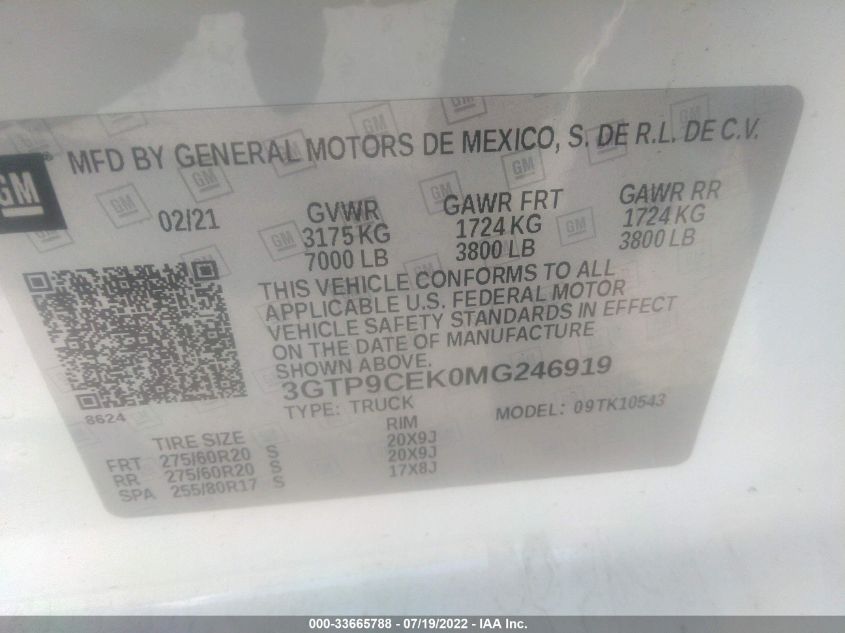 GM
MFD BY GENERAL MOTORS DE MEXICO, S. DE R.L. DE C.V.
02/21
GVWR
3175 KG
7000 LB
GAWR FRT
1724 KG
3800 LB
GAWR RR
1724 KG
3800 LB
THIS VEHICLE CONFORMS TO ALL
APPLICABLE U.S. FEDERAL MOTOR
VEHICLE SAFETY STANDARDS IN EFFECT
ON THE DATE OF MANUFACTURE
SHOWN ABOVE.
3GTP9CEK0MG246919
8624
TYPE: TRUCK
MODEL: 09TK10543
TIRE SIZE RIM
FRT 275/60R20 S 20X9J
RR 275/60R20 S 20X9J
SPA 255/80R17 S 17X8J
000-33665788 - 07/19/2022 - IAA Inc.